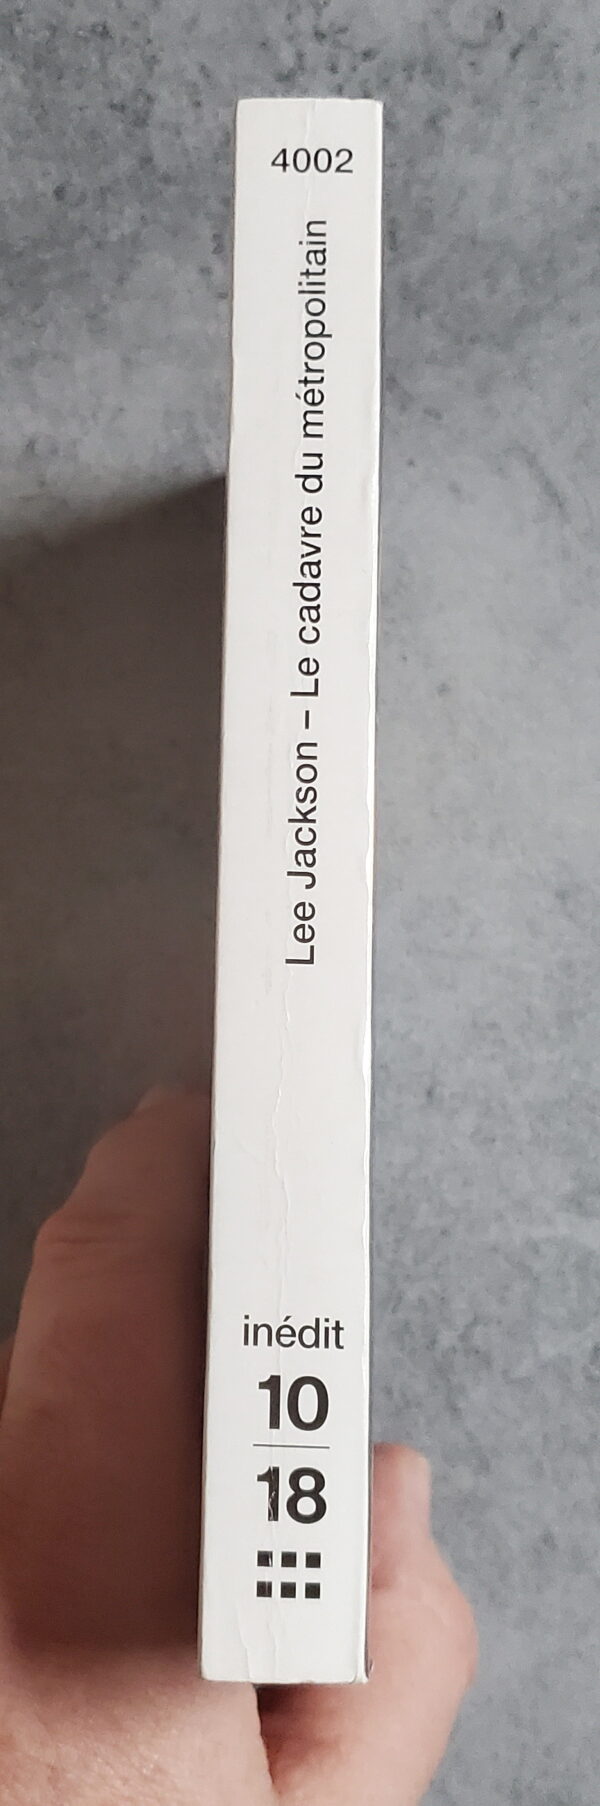 4002
Lee Jackson – Le cadavre du métropolitain
inédit
10
18